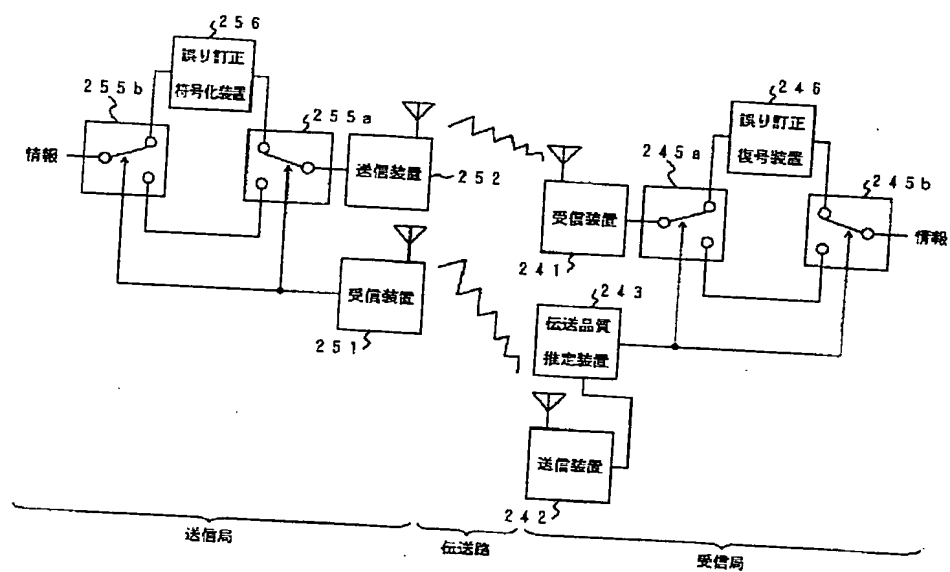 256
誤り訂正
符号化装置
255b
255a
情報
送信装置
252
受信装置
251
246
誤り訂正
復号装置
245a
245b
受信装置
情報
241
243
伝送品質
推定装置
送信装置
242
送信局
伝送路
受信局